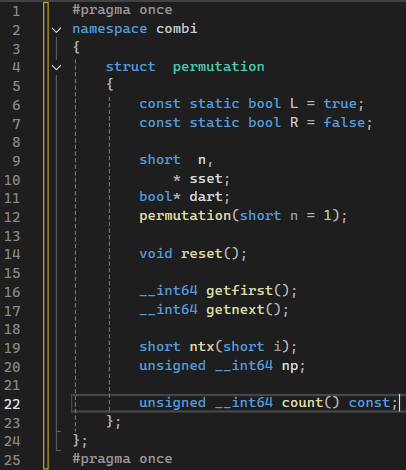 1 #pragma once
2 namespace combi
3 {
4     struct  permutation
5     {
6         const static bool L = true;
7         const static bool R = false;
8
9         short  n,
10             * sset;
11         bool* dart;
12         permutation(short n = 1);
13
14         void reset();
15
16         __int64 getfirst();
17         __int64 getnext();
18
19         short ntx(short i);
20         unsigned __int64 np;
21
22         unsigned __int64 count() const;
23     };
24 };
25 #pragma once